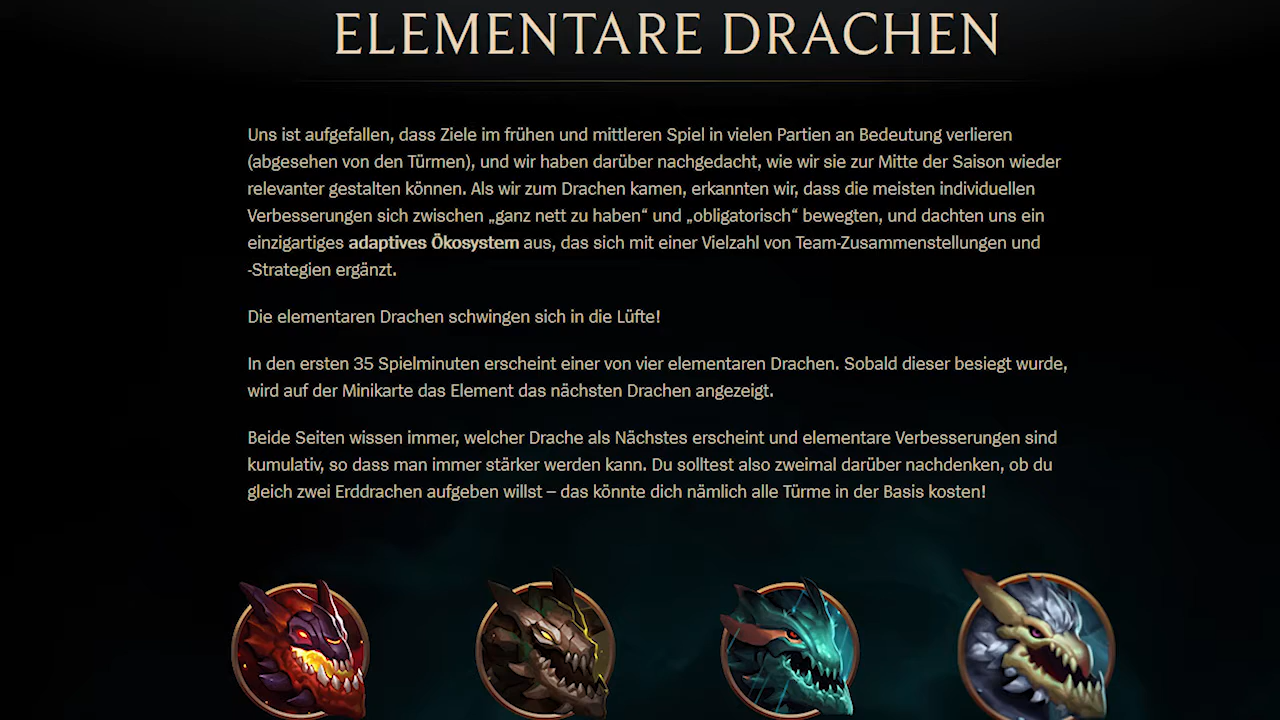 ELEMENTARE DRACHEN
Uns ist aufgefallen, dass Ziele im frühen und mittleren Spiel in vielen Partien an Bedeutung verlieren
(abgesehen von den Türmen), und wir haben darüber nachgedacht, wie wir sie zur Mitte der Saison wieder
relevanter gestalten können. Als wir zum Drachen kamen, erkannten wir, dass die meisten individuellen
Verbesserungen sich zwischen „ganz nett zu haben“ und „obligatorisch“ bewegten, und dachten uns ein
einzigartiges adaptives Ökosystem aus, das sich mit einer Vielzahl von Team-Zusammenstellungen und
-Strategien ergänzt.
Die elementaren Drachen schwingen sich in die Lüfte!
In den ersten 35 Spielminuten erscheint einer von vier elementaren Drachen. Sobald dieser besiegt wurde,
wird auf der Minikarte das Element das nächsten Drachen angezeigt.
Beide Seiten wissen immer, welcher Drache als Nächstes erscheint und elementare Verbesserungen sind
kumulativ, so dass man immer stärker werden kann. Du solltest also zweimal darüber nachdenken, ob du
gleich zwei Erddrachen aufgeben willst – das könnte dich nämlich alle Türme in der Basis kosten!